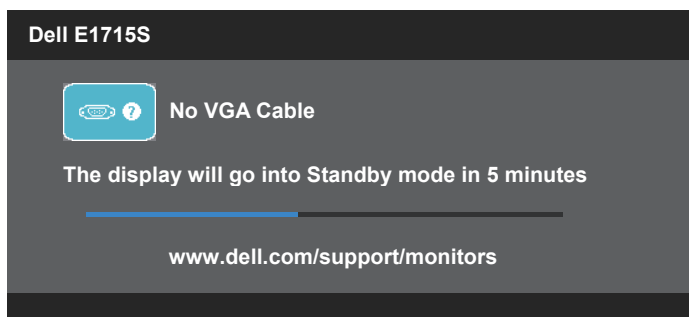 Dell E1715S
No VGA Cable
The display will go into Standby mode in 5 minutes
www.dell.com/support/monitors